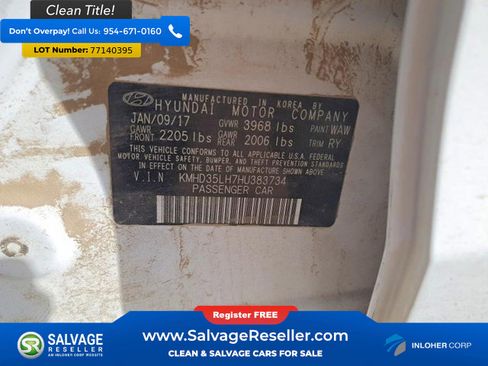 Clean Title!
Don't Overpay! Call Us: 954-671-0160
LOT Number: 77140395
MANUFACTURED IN KOREA BY
HYUNDAI MOTOR COMPANY
JAN/09/17 GVWR 3968 lbs PAINT WAW
GAWR FRONT 2205 lbs GAWR REAR 2006 lbs TRIM RY
THIS VEHICLE CONFORMS TO ALL APPLICABLE U.S.A. FEDERAL
MOTOR VEHICLE SAFETY, BUMPER, AND THEFT PREVENTION STANDARDS
IN EFFECT ON THE DATE OF MANUFACTURE SHOWN ABOVE.
V.I.N KMHD35LH7HU383734
PASSENGER CAR
Register FREE
SALVAGE RESELLER
AN INLOHER CORP WEBSITE
www.SalvageReseller.com
CLEAN & SALVAGE CARS FOR SALE
INLOHER CORP